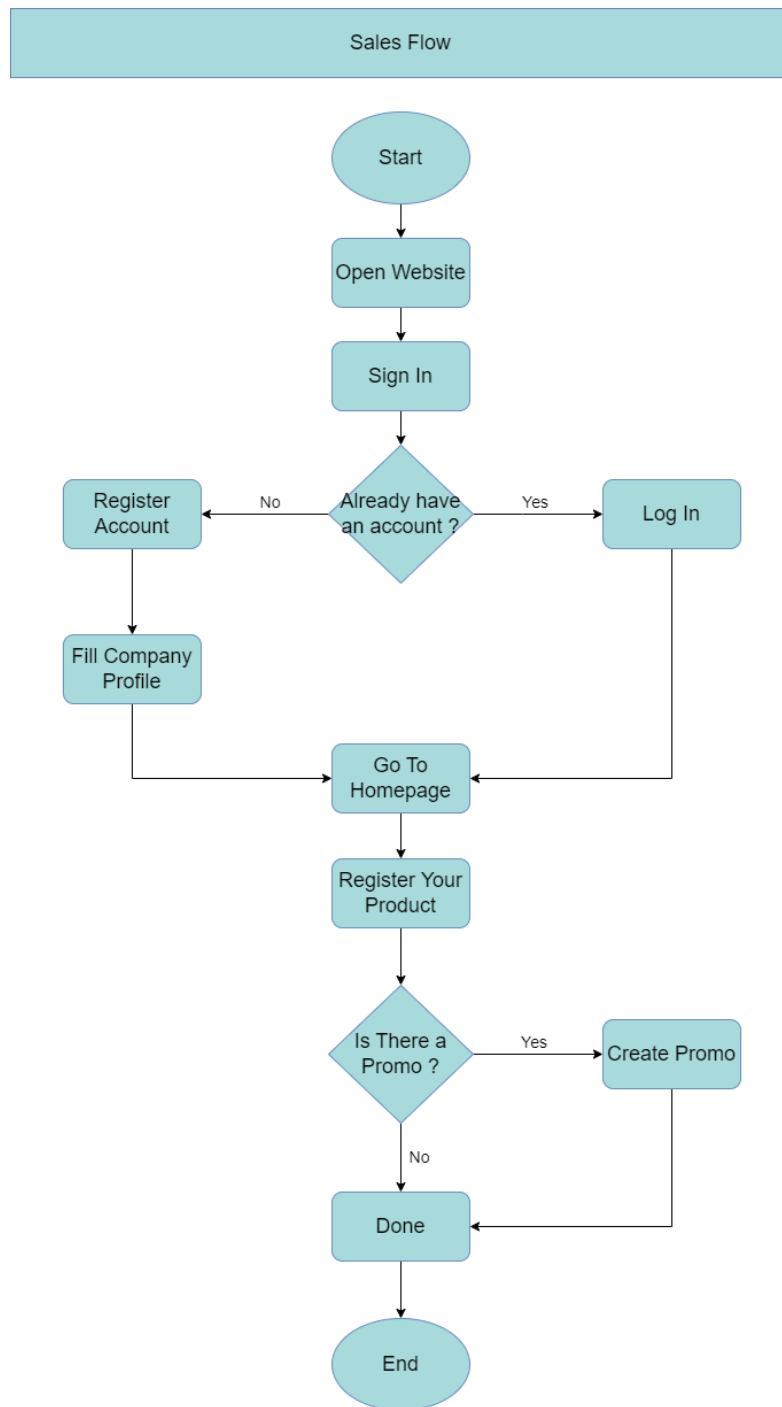 Sales Flow
Start
Open Website
Sign In
Already have
an account ?
No
Yes
Register
Account
Log In
Fill Company
Profile
Go To
Homepage
Register Your
Product
Is There a
Promo ?
Yes
Create Promo
No
Done
End